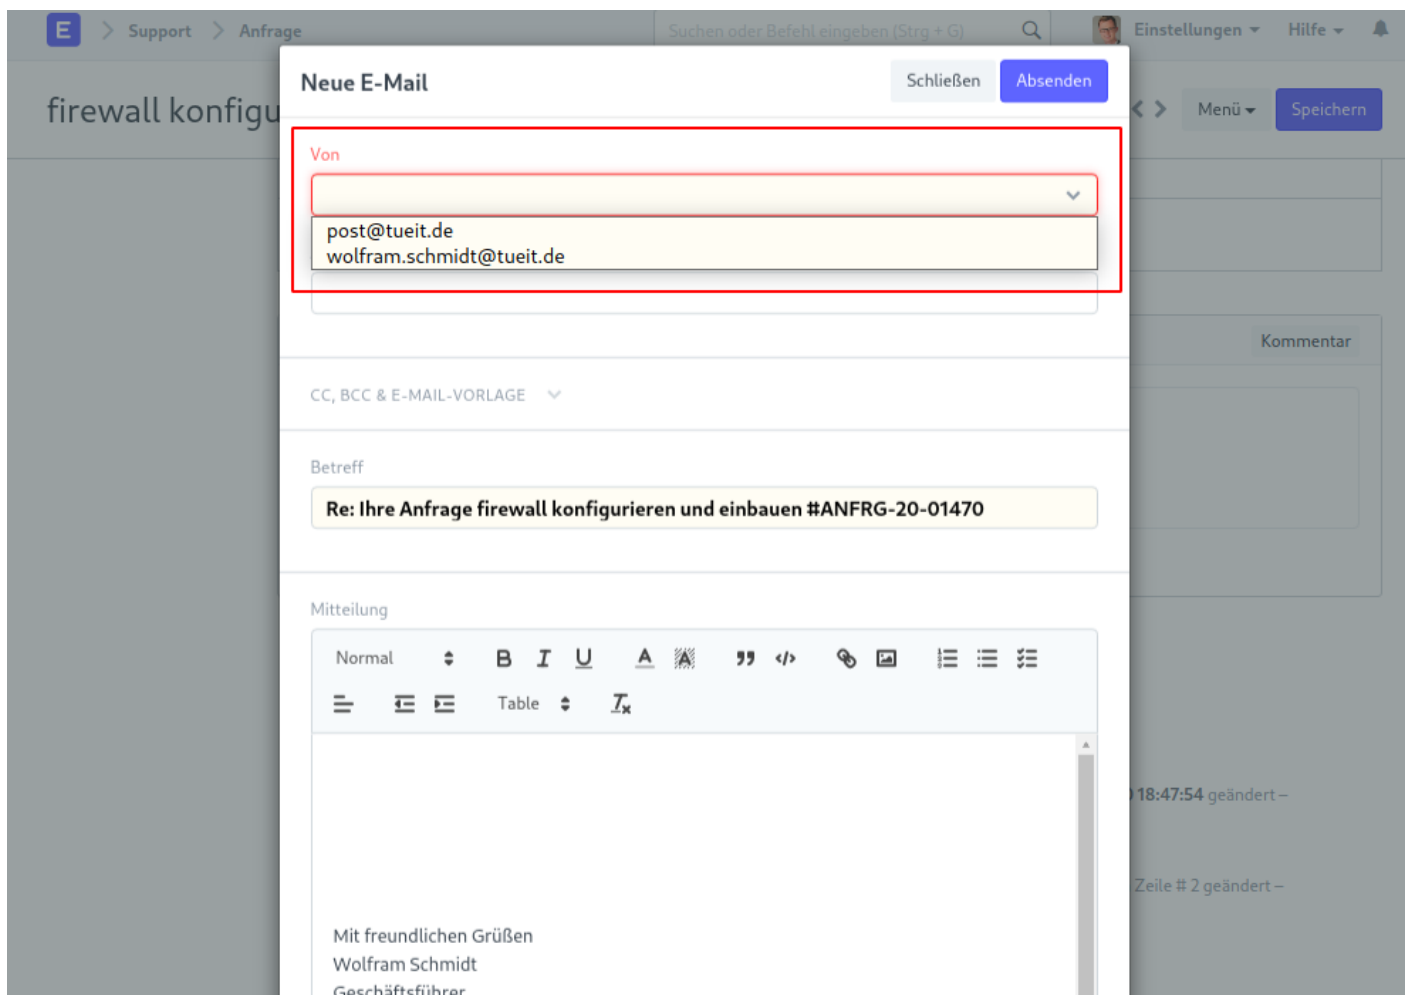 E
Support
Anfrage
Suchen oder Befehl eingeben (Strg + G)
Einstellungen
Hilfe
firewall konfigu
Neue E-Mail
Schließen
Absenden
Menü
Speichern
Von
post@tueit.de
wolfram.schmidt@tueit.de
Kommentar
CC, BCC & E-MAIL-VORLAGE
Betreff
Re: Ihre Anfrage firewall konfigurieren und einbauen #ANFRG-20-01470
Mitteilung
Normal
B I U A A
Table
18:47:54 geändert –
Zeile # 2 geändert –
Mit freundlichen Grüßen
Wolfram Schmidt
Geschäftsführer